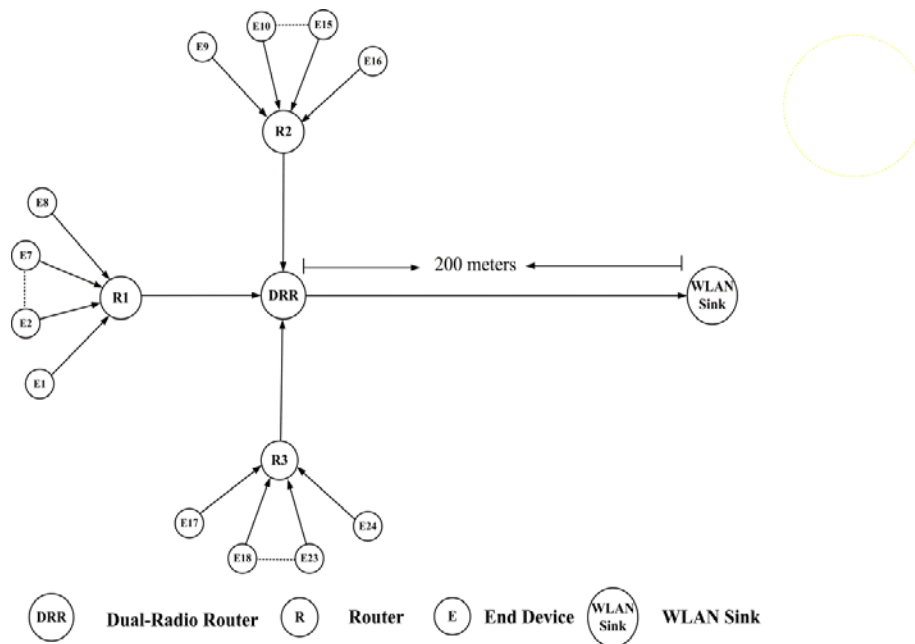 E10
E15
E9
E16
R2
E8
E7
200 meters
R1
DRR
WLAN
Sink
E2
E1
R3
E17
E24
E18
E23
DRR
Dual-Radio Router
R
Router
E
End Device
WLAN
Sink
WLAN Sink